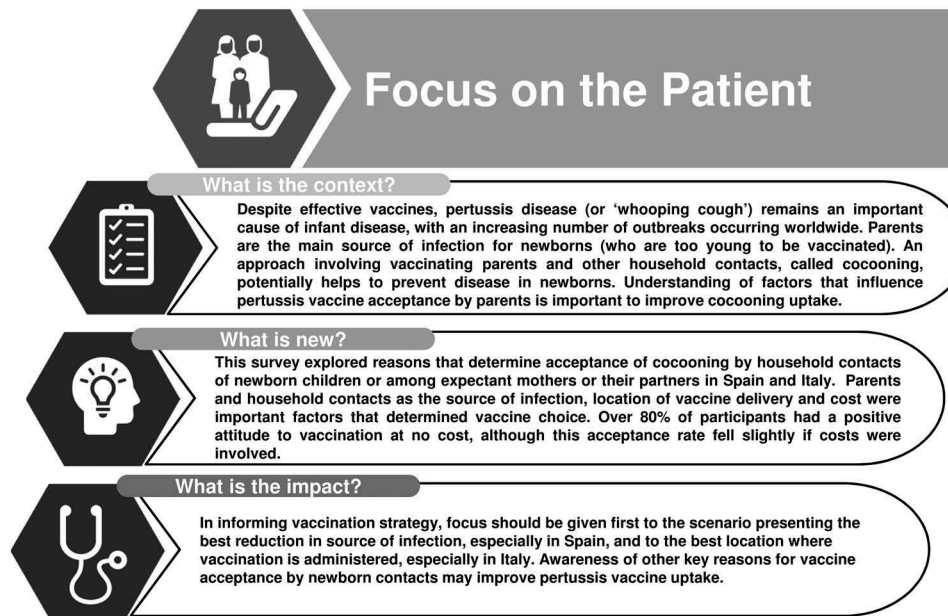 Focus on the Patient
What is the context?
Despite effective vaccines, pertussis disease (or ‘whooping cough’) remains an important
cause of infant disease, with an increasing number of outbreaks occurring worldwide. Parents
are the main source of infection for newborns (who are too young to be vaccinated). An
approach involving vaccinating parents and other household contacts, called cocooning,
potentially helps to prevent disease in newborns. Understanding of factors that influence
pertussis vaccine acceptance by parents is important to improve cocooning uptake.
What is new?
This survey explored reasons that determine acceptance of cocooning by household contacts
of newborn children or among expectant mothers or their partners in Spain and Italy. Parents
and household contacts as the source of infection, location of vaccine delivery and cost were
important factors that determined vaccine choice. Over 80% of participants had a positive
attitude to vaccination at no cost, although this acceptance rate fell slightly if costs were
involved.
What is the impact?
In informing vaccination strategy, focus should be given first to the scenario presenting the
best reduction in source of infection, especially in Spain, and to the best location where
vaccination is administered, especially in Italy. Awareness of other key reasons for vaccine
acceptance by newborn contacts may improve pertussis vaccine uptake.